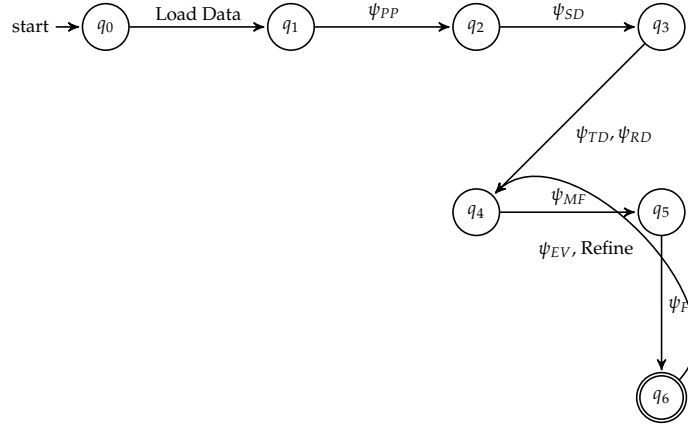 start q0 Load Data q1 ψPP q2 ψSD q3
ψTD, ψRD
q4 ψMF q5
ψEV, Refine
q6